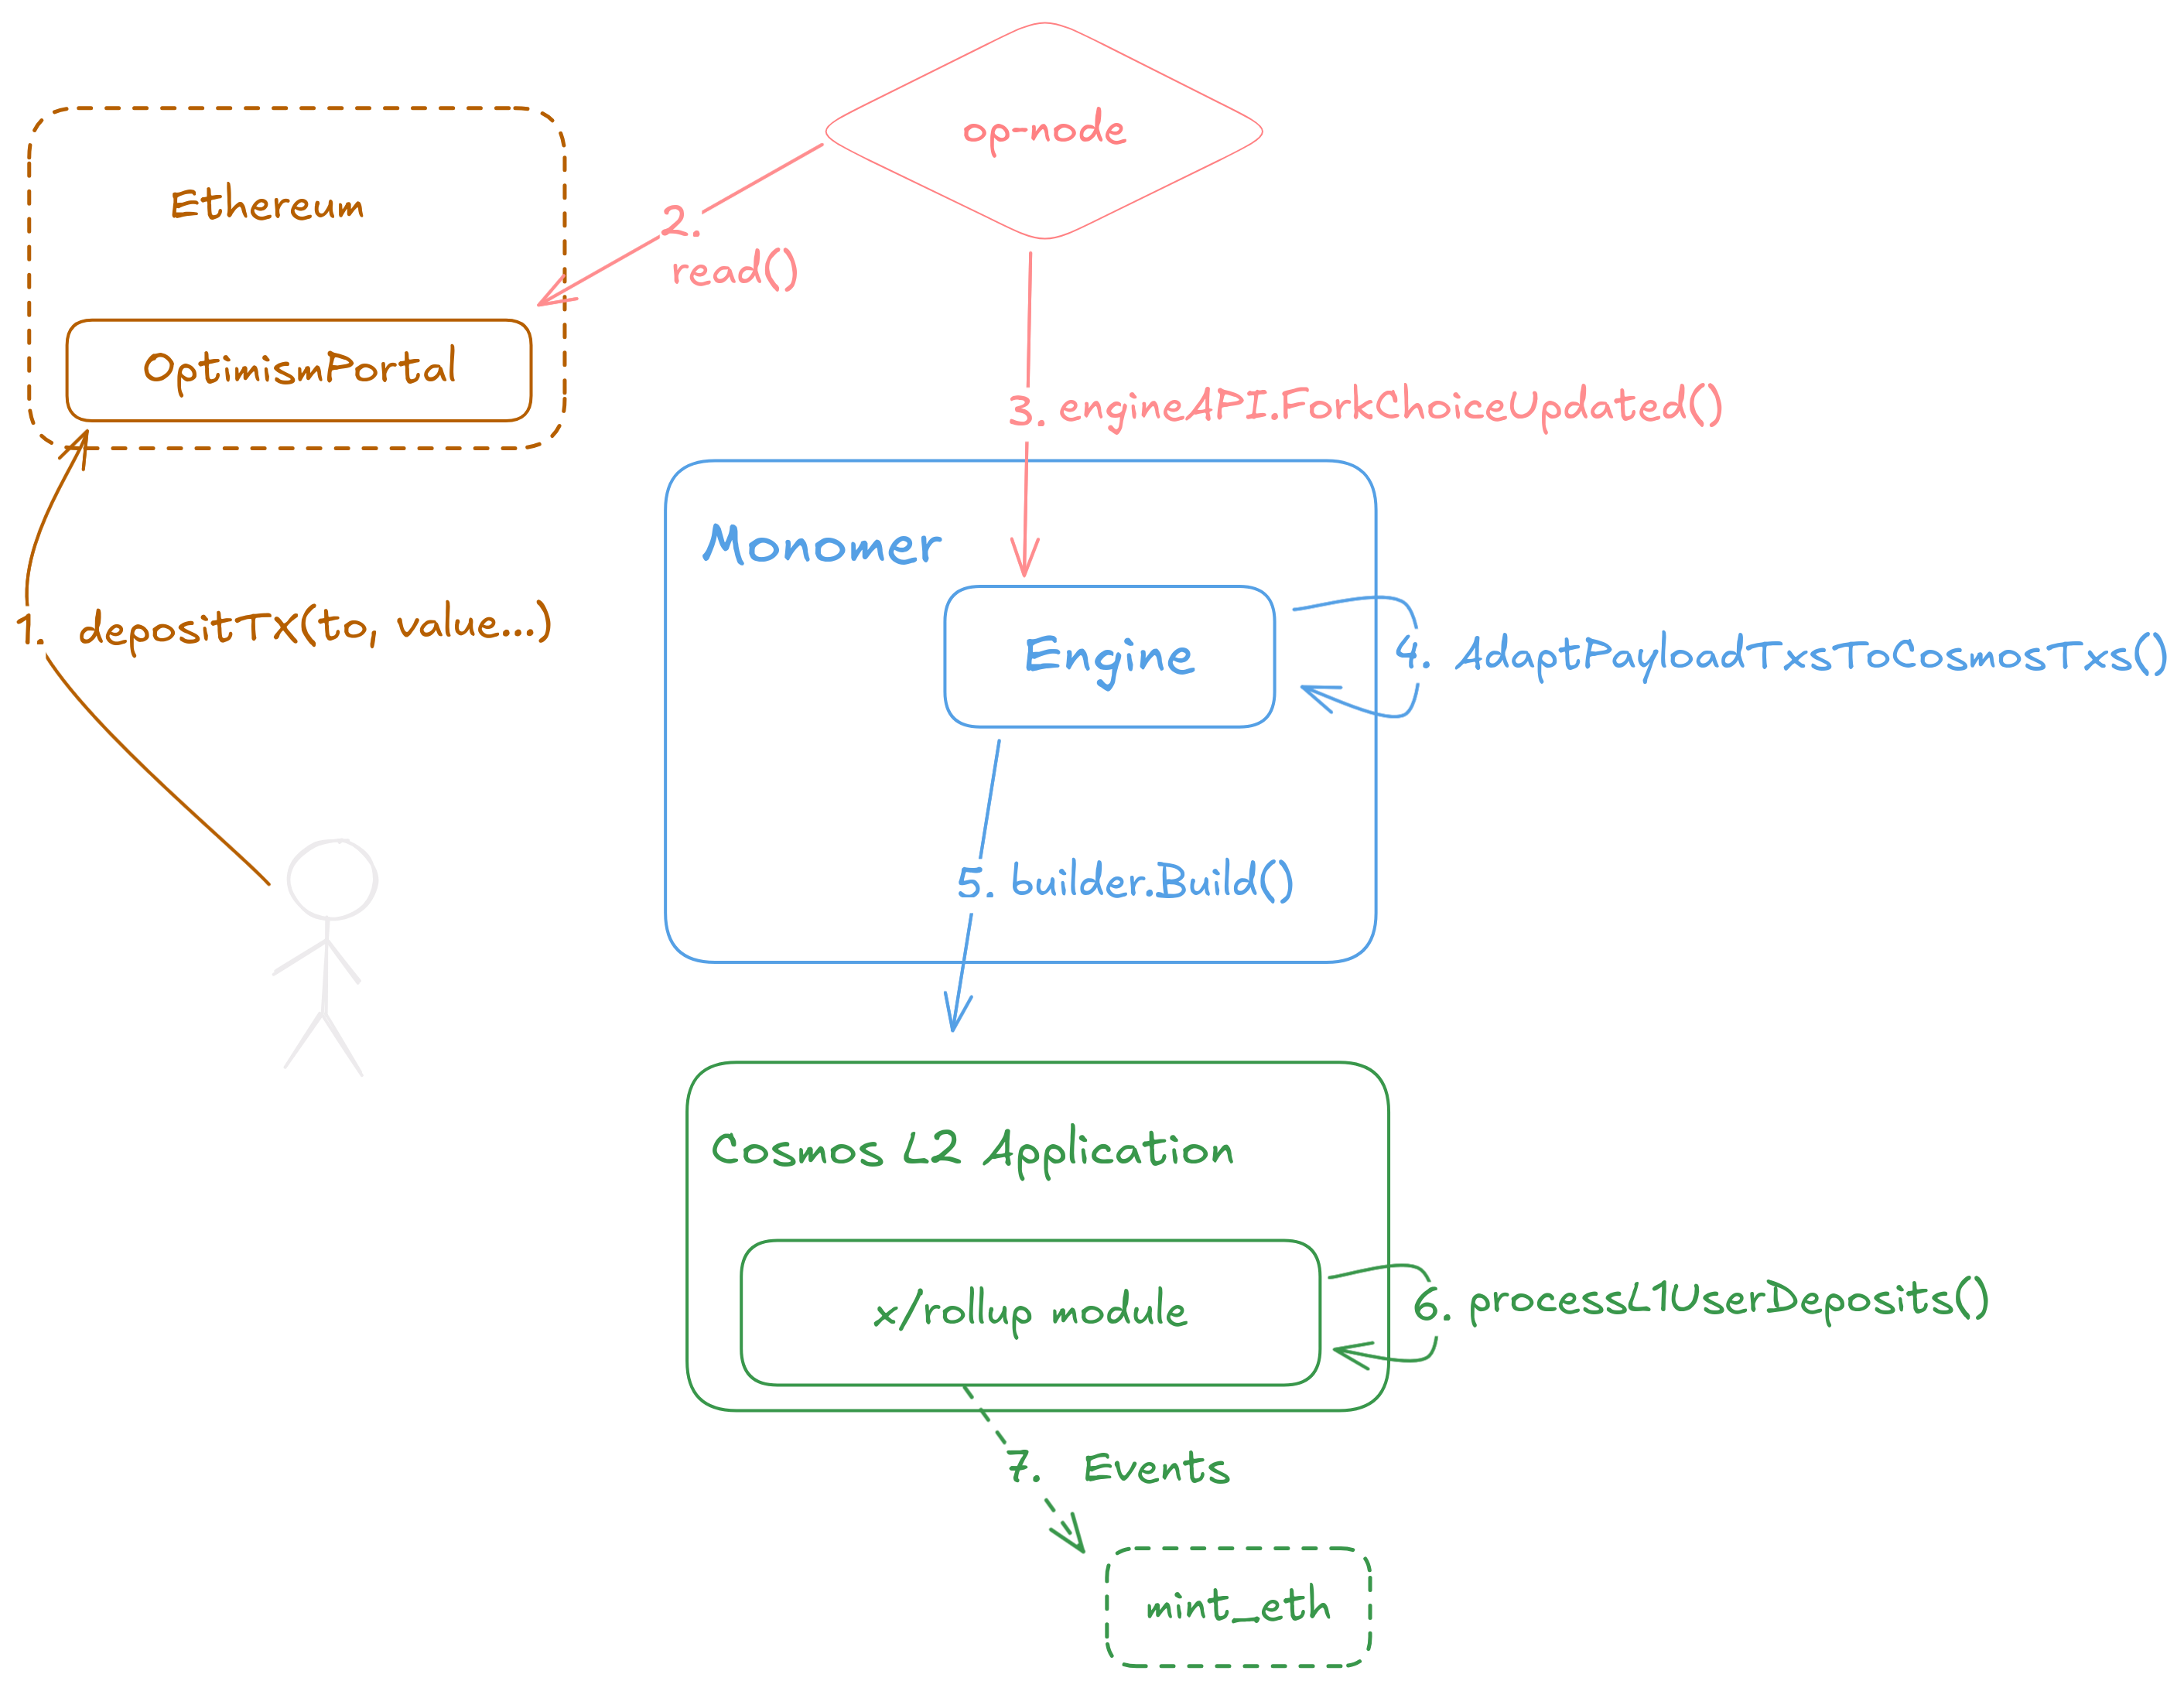 op-node
Ethereum
2.
read()
OptimismPortal
3. engineAPI.ForkChoiceUpdated()
Monomer
1. depositTX(to, value...)
Engine
4. AdaptPayloadTxsToCosmosTxs()
5. builder.Build()
Cosmos L2 Application
x/rollup module
6. processL1UserDeposits()
7. Events
mint_eth